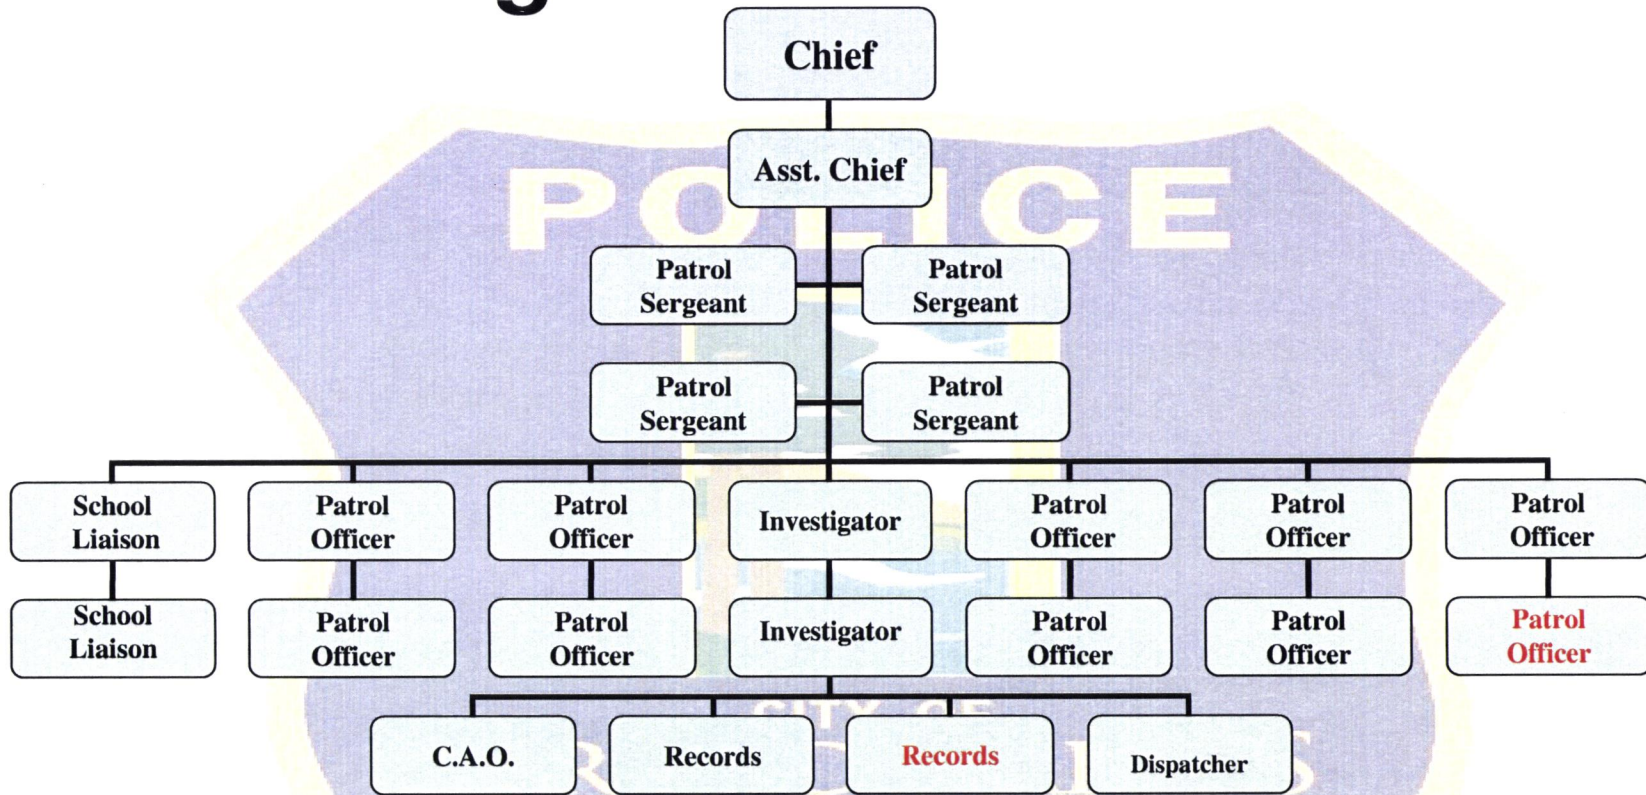 Chief
Asst. Chief
POLICE
Patrol
Sergeant
Patrol
Sergeant
Patrol
Sergeant
Patrol
Sergeant
School
Liaison
Patrol
Officer
Patrol
Officer
Investigator
Patrol
Officer
Patrol
Officer
Patrol
Officer
School
Liaison
Patrol
Officer
Patrol
Officer
Investigator
Patrol
Officer
Patrol
Officer
Patrol
Officer
CITY OF
C.A.O.
Records
Records
Dispatcher